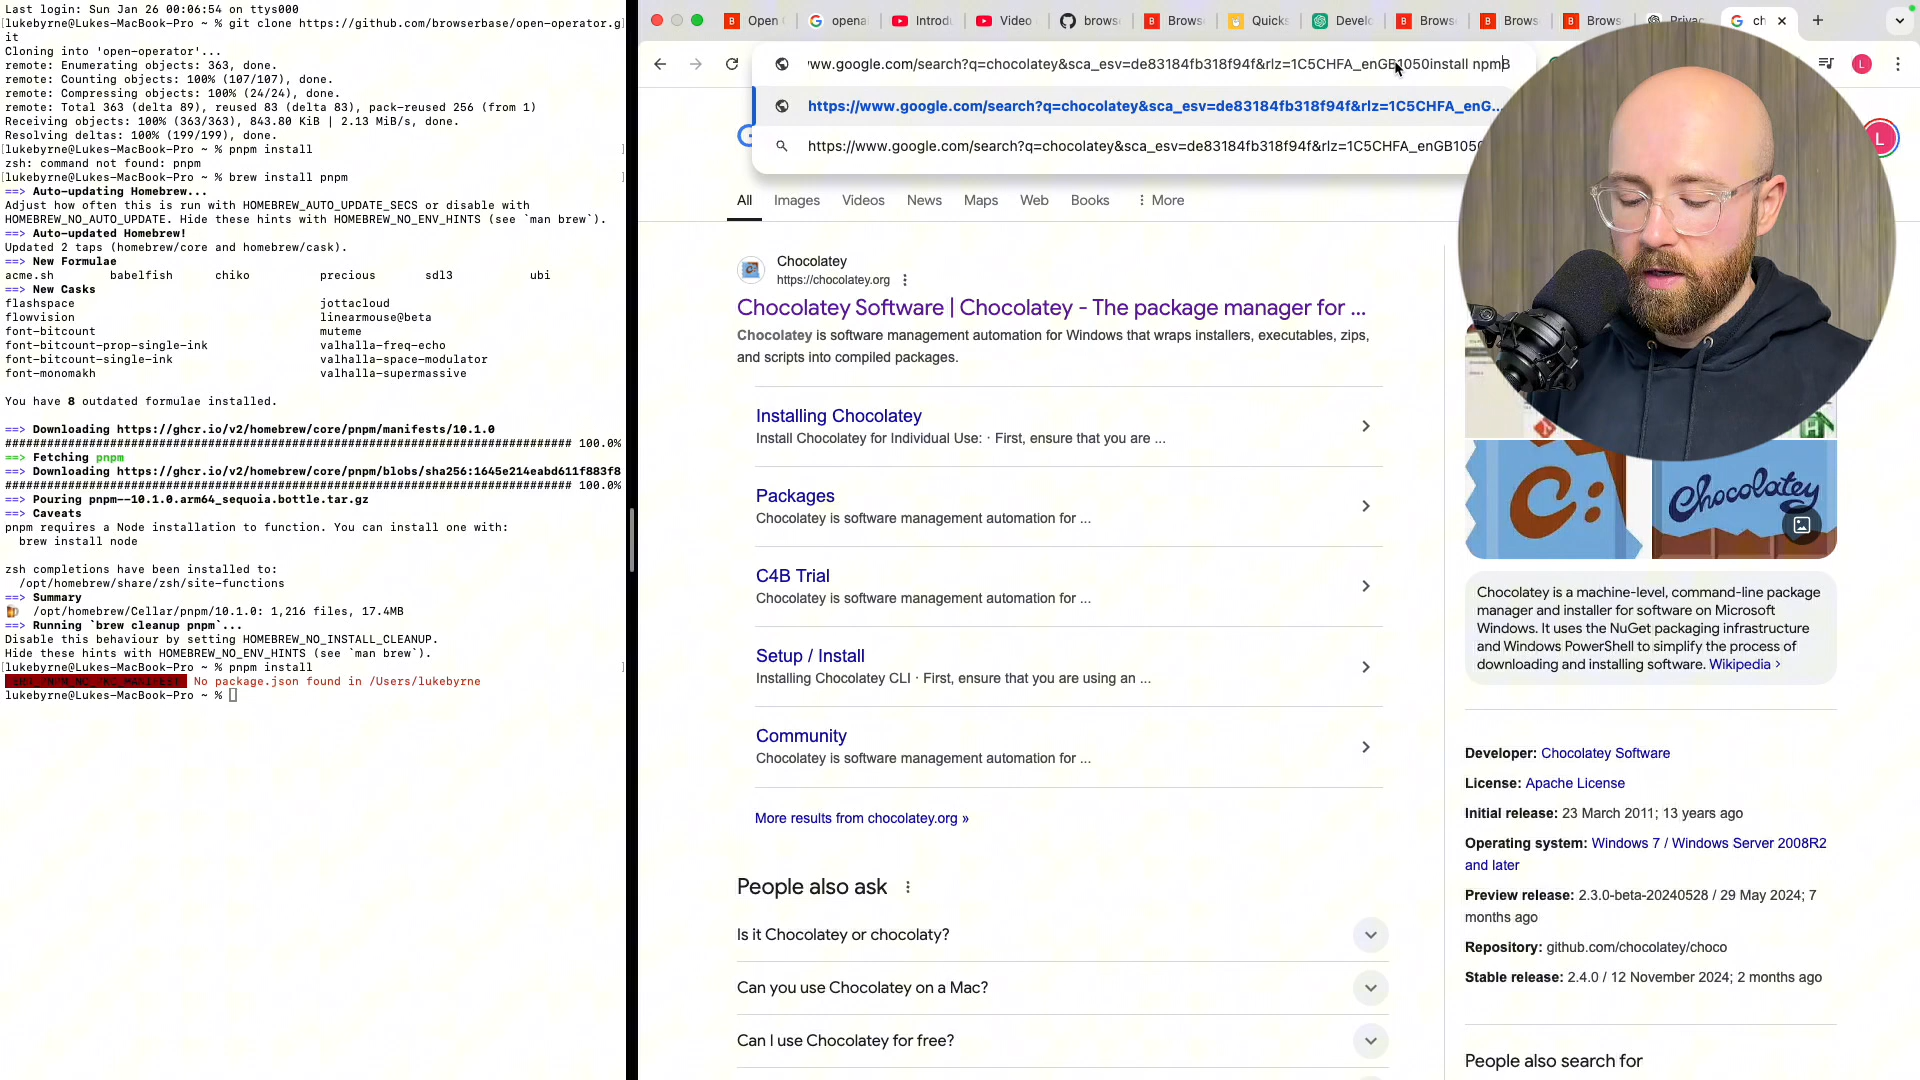 Last login: Sun Jan 26 00:06:54 on ttys000
[lukebyrne@Lukes-MacBook-Pro ~ % git clone https://github.com/browserbase/open-operator.g]
it
Cloning into 'open-operator'...
remote: Enumerating objects: 363, done.
remote: Counting objects: 100% (107/107), done.
remote: Compressing objects: 100% (24/24), done.
remote: Total 363 (delta 89), reused 83 (delta 83), pack-reused 256 (from 1)
Receiving objects: 100% (363/363), 843.80 KiB | 2.13 MiB/s, done.
Resolving deltas: 100% (199/199), done.
[lukebyrne@Lukes-MacBook-Pro ~ % pnpm install ]
zsh: command not found: pnpm
[lukebyrne@Lukes-MacBook-Pro ~ % brew install pnpm ]
==> Auto-updating Homebrew...
Adjust how often this is run with HOMEBREW_AUTO_UPDATE_SECS or disable with
HOMEBREW_NO_AUTO_UPDATE. Hide these hints with HOMEBREW_NO_ENV_HINTS (see `man brew`).
==> Auto-updated Homebrew!
Updated 2 taps (homebrew/core and homebrew/cask).
==> New Formulae
acme.sh babelfish chiko precious sdl3 ubi
==> New Casks
flashspace jottacloud
flowvision linearmouse@beta
font-bitcount muteme
font-bitcount-prop-single-ink valhalla-freq-echo
font-bitcount-single-ink valhalla-space-modulator
font-monomakh valhalla-supermassive
You have 8 outdated formulae installed.
==> Downloading https://ghcr.io/v2/homebrew/core/pnpm/manifests/10.1.0
######################################################################## 100.0%
==> Fetching pnpm
==> Downloading https://ghcr.io/v2/homebrew/core/pnpm/blobs/sha256:1645e214eabd611f883f8
######################################################################## 100.0%
==> Pouring pnpm--10.1.0.arm64_sequoia.bottle.tar.gz
==> Caveats
pnpm requires a Node installation to function. You can install one with:
brew install node
zsh completions have been installed to:
/opt/homebrew/share/zsh/site-functions
==> Summary
/opt/homebrew/Cellar/pnpm/10.1.0: 1,216 files, 17.4MB
==> Running `brew cleanup pnpm`...
Disable this behaviour by setting HOMEBREW_NO_INSTALL_CLEANUP.
Hide these hints with HOMEBREW_NO_ENV_HINTS (see `man brew`).
[lukebyrne@Lukes-MacBook-Pro ~ % pnpm install ]
No package.json found in /Users/lukebyrne
lukebyrne@Lukes-MacBook-Pro ~ %
Open opena Introdu Video brows Brows Quicks Develo Brows Brows Brows Priva ch
ww.google.com/search?q=chocolatey&sca_esv=de83184fb318f94f&rlz=1C5CHFA_enGB1050install npmB
https://www.google.com/search?q=chocolatey&sca_esv=de83184fb318f94f&rlz=1C5CHFA_enG...
https://www.google.com/search?q=chocolatey&sca_esv=de83184fb318f94f&rlz=1C5CHFA_enGB1050
L
L
All Images Videos News Maps Web Books More
Chocolatey
https://chocolatey.org
Chocolatey Software | Chocolatey - The package manager for ...
Chocolatey is software management automation for Windows that wraps installers, executables, zips,
and scripts into compiled packages.
Installing Chocolatey
Install Chocolatey for Individual Use: · First, ensure that you are ...
Packages
Chocolatey is software management automation for ...
C4B Trial
Chocolatey is software management automation for ...
Setup / Install
Installing Chocolatey CLI · First, ensure that you are using an ...
Community
Chocolatey is software management automation for ...
More results from chocolatey.org »
People also ask
Is it Chocolatey or chocolaty?
Can you use Chocolatey on a Mac?
Can I use Chocolatey for free?
C:
Chocolatey
Chocolatey is a machine-level, command-line package
manager and installer for software on Microsoft
Windows. It uses the NuGet packaging infrastructure
and Windows PowerShell to simplify the process of
downloading and installing software. Wikipedia >
Developer: Chocolatey Software
License: Apache License
Initial release: 23 March 2011; 13 years ago
Operating system: Windows 7 / Windows Server 2008R2
and later
Preview release: 2.3.0-beta-20240528 / 29 May 2024; 7
months ago
Repository: github.com/chocolatey/choco
Stable release: 2.4.0 / 12 November 2024; 2 months ago
People also search for